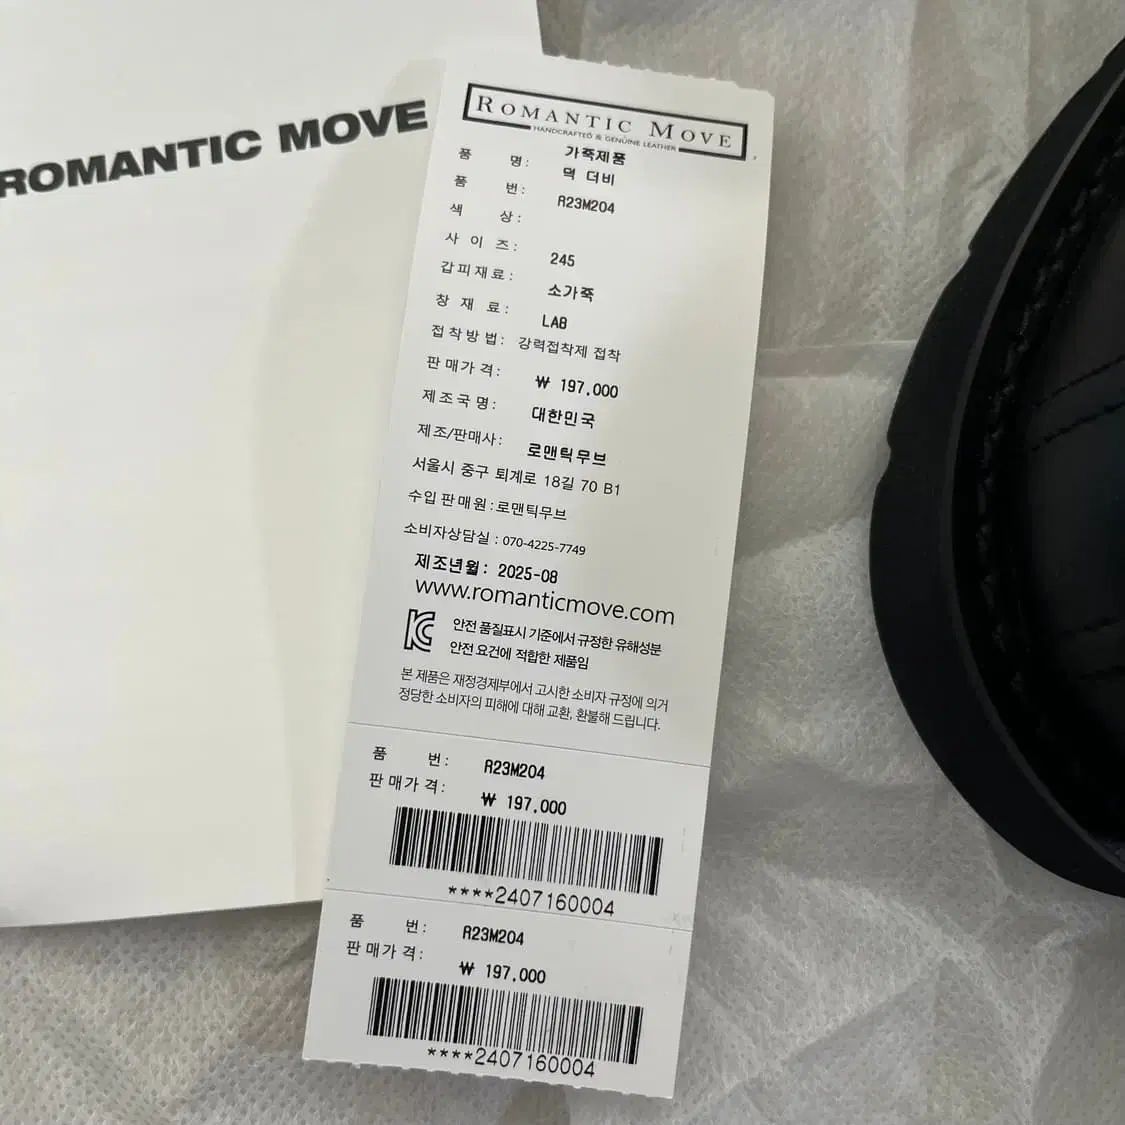 ROMANTIC MOVE
ROMANTIC MOVE
HANDCRAFTED & GENUINE LEATHER
가죽제품
품 명: 덕 더비
품 번: R23M204
색 상:
사 이 즈: 245
갑피재료: 소가죽
창 재 료: LAB
접착방법: 강력접착제 접착
판매가격: ₩ 197,000
제조국명: 대한민국
제조/판매사: 로맨틱무브
서울시 중구 퇴계로 18길 70 B1
수입 판매원 : 로맨틱무브
소비자상담실 : 070-4225-7749
제조년월: 2025-08
www.romanticmove.com
KC
안전 품질표시 기준에서 규정한 유해성분
안전 요건에 적합한 제품임
본 제품은 재정경제부에서 고시한 소비자 규정에 의거
정당한 소비자의 피해에 대해 교환, 환불해 드립니다.
품 번: R23M204
판매가격: ₩ 197,000
****2407160004
품 번: R23M204
판매가격: ₩ 197,000
****2407160004